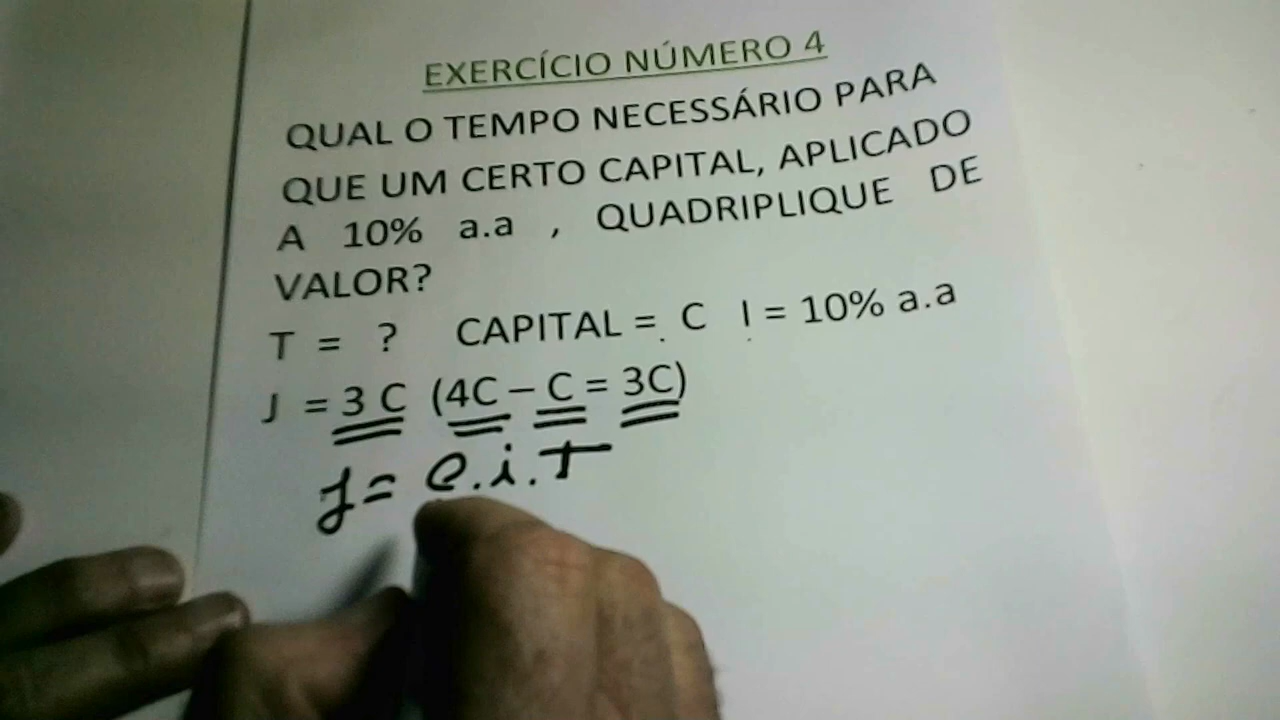 EXERCÍCIO NÚMERO 4
QUAL O TEMPO NECESSÁRIO PARA
QUE UM CERTO CAPITAL, APLICADO
A 10% a.a , QUADRIPLIQUE DE
VALOR?
T = ? CAPITAL = C I = 10% a.a
J = 3 C (4C – C = 3C)
J = C.i.T